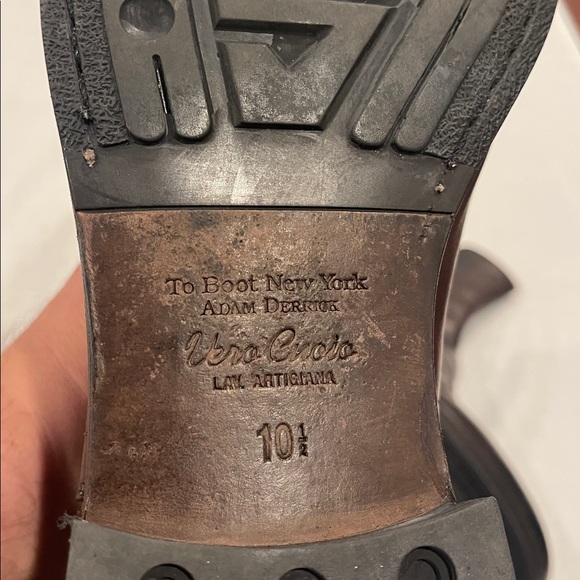 To Boot New York
ADAM DERRICK
Vero Cuoio
LAV. ARTIGIANA
10 1/2